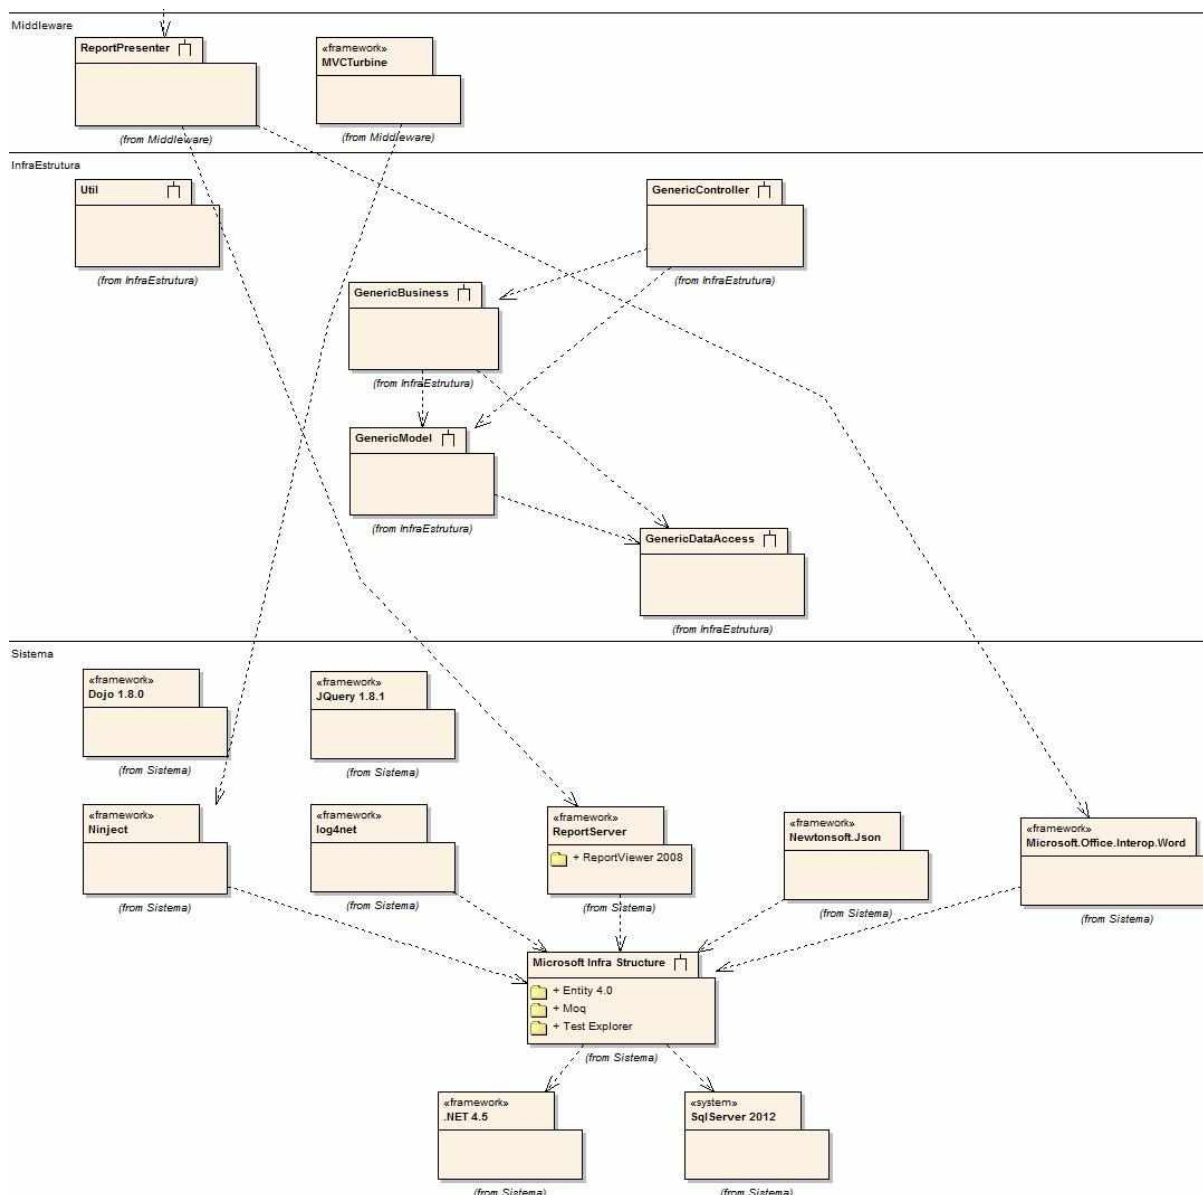 Middleware
ReportPresenter
(from Middleware)
«framework»
MVCTurbine
(from Middleware)
InfraEstrutura
Util
(from InfraEstrutura)
GenericController
(from InfraEstrutura)
GenericBusiness
(from InfraEstrutura)
GenericModel
(from InfraEstrutura)
GenericDataAccess
(from InfraEstrutura)
Sistema
«framework»
Dojo 1.8.0
(from Sistema)
«framework»
JQuery 1.8.1
(from Sistema)
«framework»
Ninject
(from Sistema)
«framework»
log4net
(from Sistema)
«framework»
ReportServer
+ ReportViewer 2008
(from Sistema)
«framework»
Newtonsoft.Json
(from Sistema)
«framework»
Microsoft.Office.Interop.Word
(from Sistema)
Microsoft Infra Structure
+ Entity 4.0
+ Moq
+ Test Explorer
(from Sistema)
«framework»
.NET 4.5
(from Sistema)
«system»
SqlServer 2012
(from Sistema)